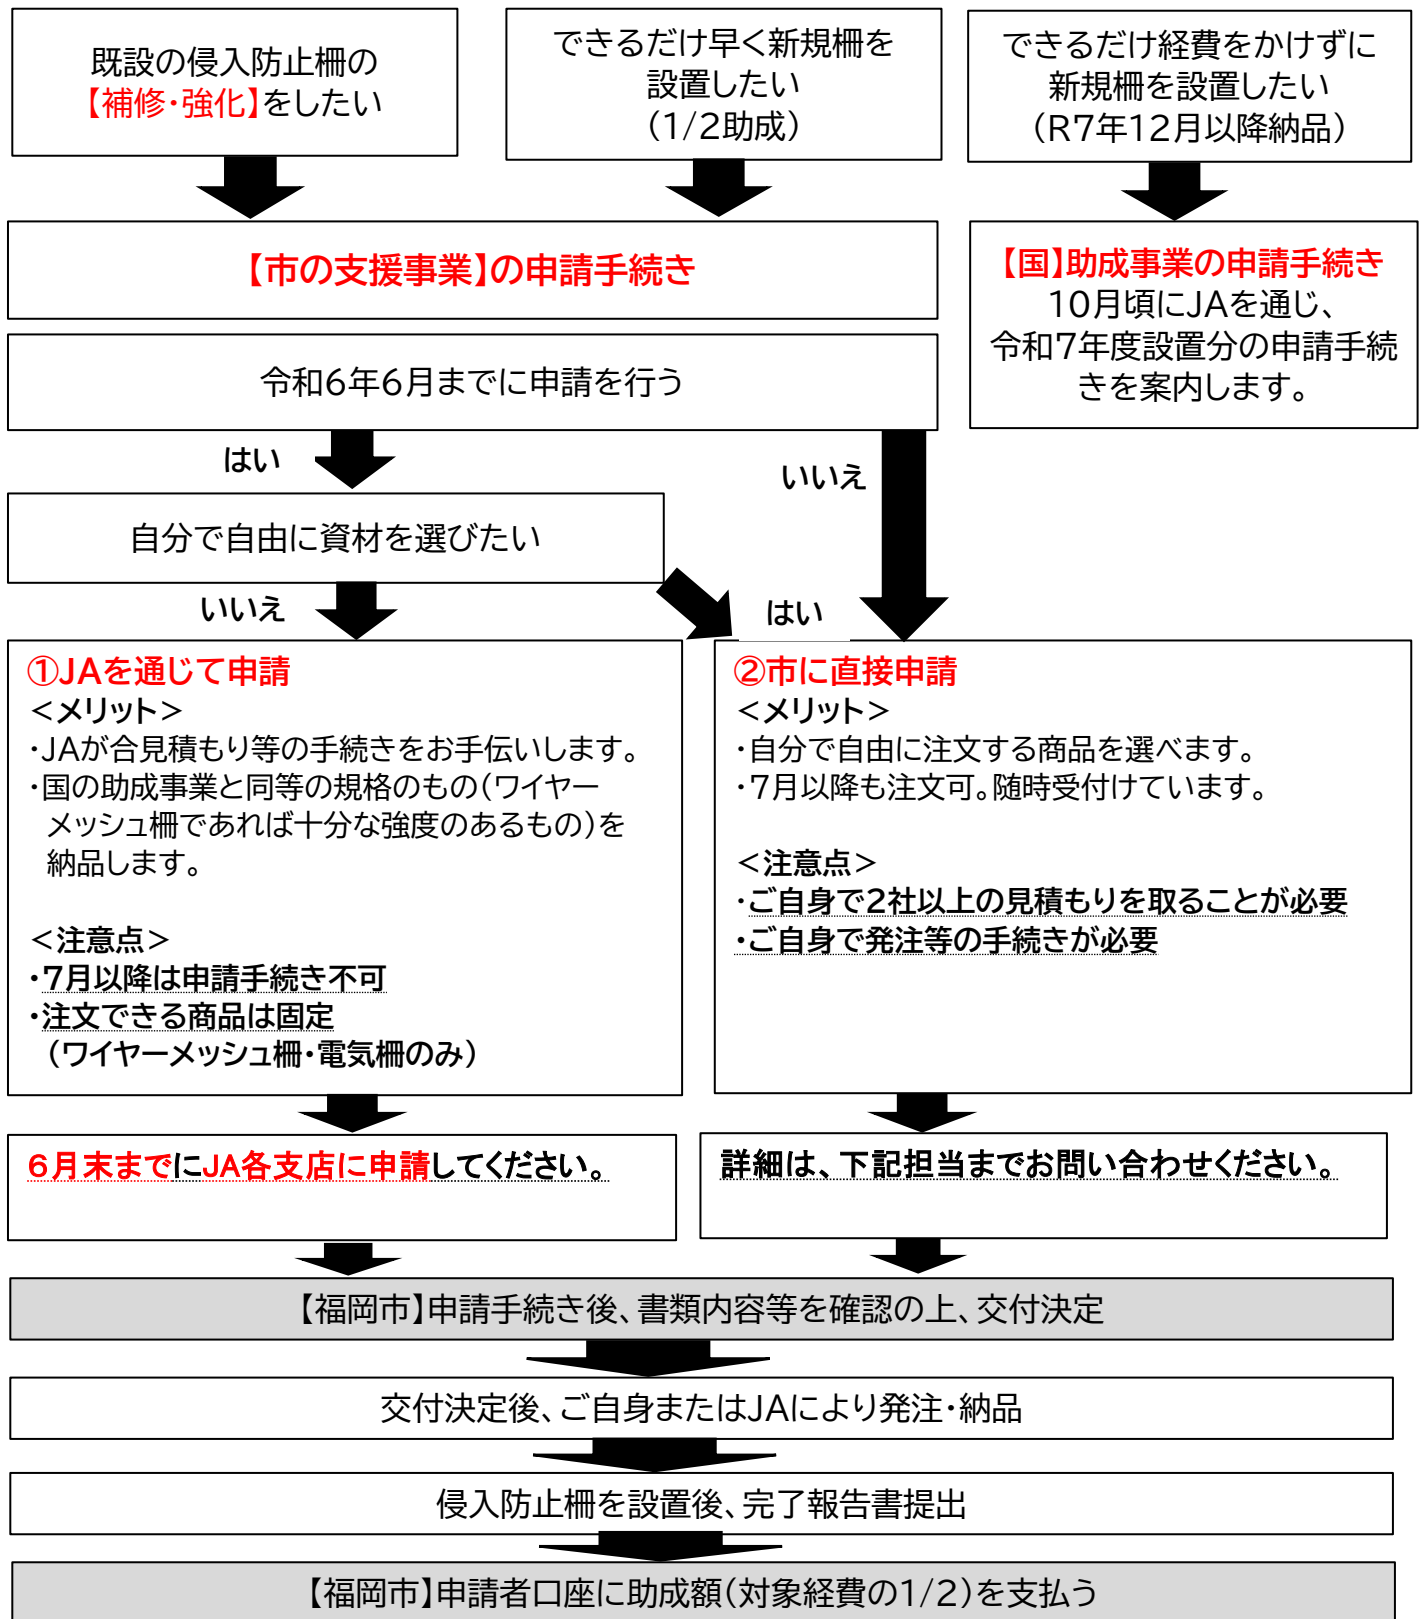 既設の侵入防止柵の
【補修・強化】をしたい
できるだけ早く新規柵を
設置したい
（1/2助成）
できるだけ経費をかけずに
新規柵を設置したい
（R7年12月以降納品）
【市の支援事業】の申請手続き
【国】助成事業の申請手続き
10月頃にJAを通じ、
令和7年度設置分の申請手続
きを案内します。
令和6年6月までに申請を行う
はい
いいえ
自分で自由に資材を選びたい
いいえ
はい
①JAを通じて申請
＜メリット＞
・JAが合見積もり等の手続きをお手伝いします。
・国の助成事業と同等の規格のもの（ワイヤー
メッシュ柵であれば十分な強度のあるもの）を
納品します。
＜注意点＞
・7月以降は申請手続き不可
・注文できる商品は固定
（ワイヤーメッシュ柵・電気柵のみ）
②市に直接申請
＜メリット＞
・自分で自由に注文する商品を選べます。
・7月以降も注文可。随時受付けています。
＜注意点＞
・ご自身で2社以上の見積もりを取ることが必要
・ご自身で発注等の手続きが必要
6月末までにJA各支店に申請してください。
詳細は、下記担当までお問い合わせください。
【福岡市】申請手続き後、書類内容等を確認の上、交付決定
交付決定後、ご自身またはJAにより発注・納品
侵入防止柵を設置後、完了報告書提出
【福岡市】申請者口座に助成額（対象経費の1/2）を支払う